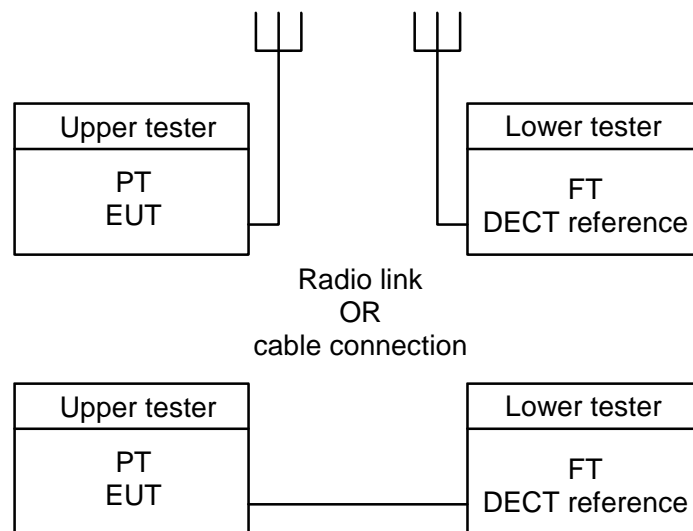 Upper tester
PT
EUT
Lower tester
FT
DECT reference
Radio link
OR
cable connection
Upper tester
PT
EUT
Lower tester
FT
DECT reference